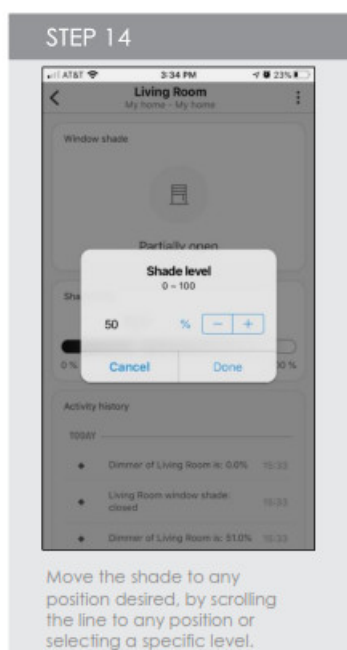 STEP 14
AT&T 3:34 PM 23%
Living Room
My home - My home
Window shade
Partially open
Shade level
0 ~ 100
Sha
50 % - +
0 % 00 %
Cancel Done
Activity history
TODAY
Dimmer of Living Room is: 0.0% 15:33
Living Room window shade: 15:33
closed
Dimmer of Living Room is: 51.0% 15:33
Move the shade to any
position desired, by scrolling
the line to any position or
selecting a specific level.